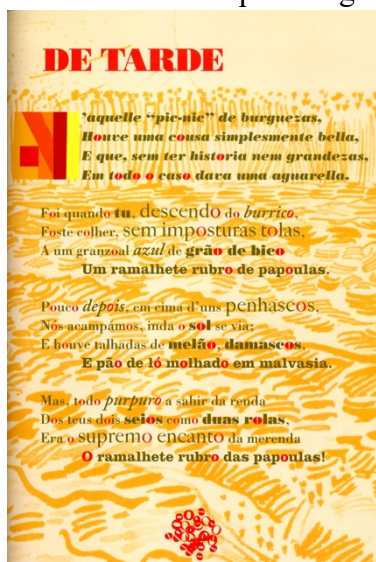 DE TARDE
N'aquelle "pic-nic" de burguezas,
Houve uma cousa simplesmente bella,
E que, sem ter historia nem grandezas,
Em todo o caso dava uma aguarella.
Foi quando tu, descendo do burrico,
Foste colher, sem imposturas tolas,
A um granzoal azul de grão de bico
Um ramalhete rubro de papoulas.
Pouco depois, em cima d'uns penhascos,
Nós acampámos, inda o sol se via;
E houve talhadas de melão, damascos,
E pão de ló molhado em malvasia.
Mas, todo purpuro a sahir da renda
Dos teus dois seios como duas rolas,
Era o supremo encanto da merenda
O ramalhete rubro das papoulas!